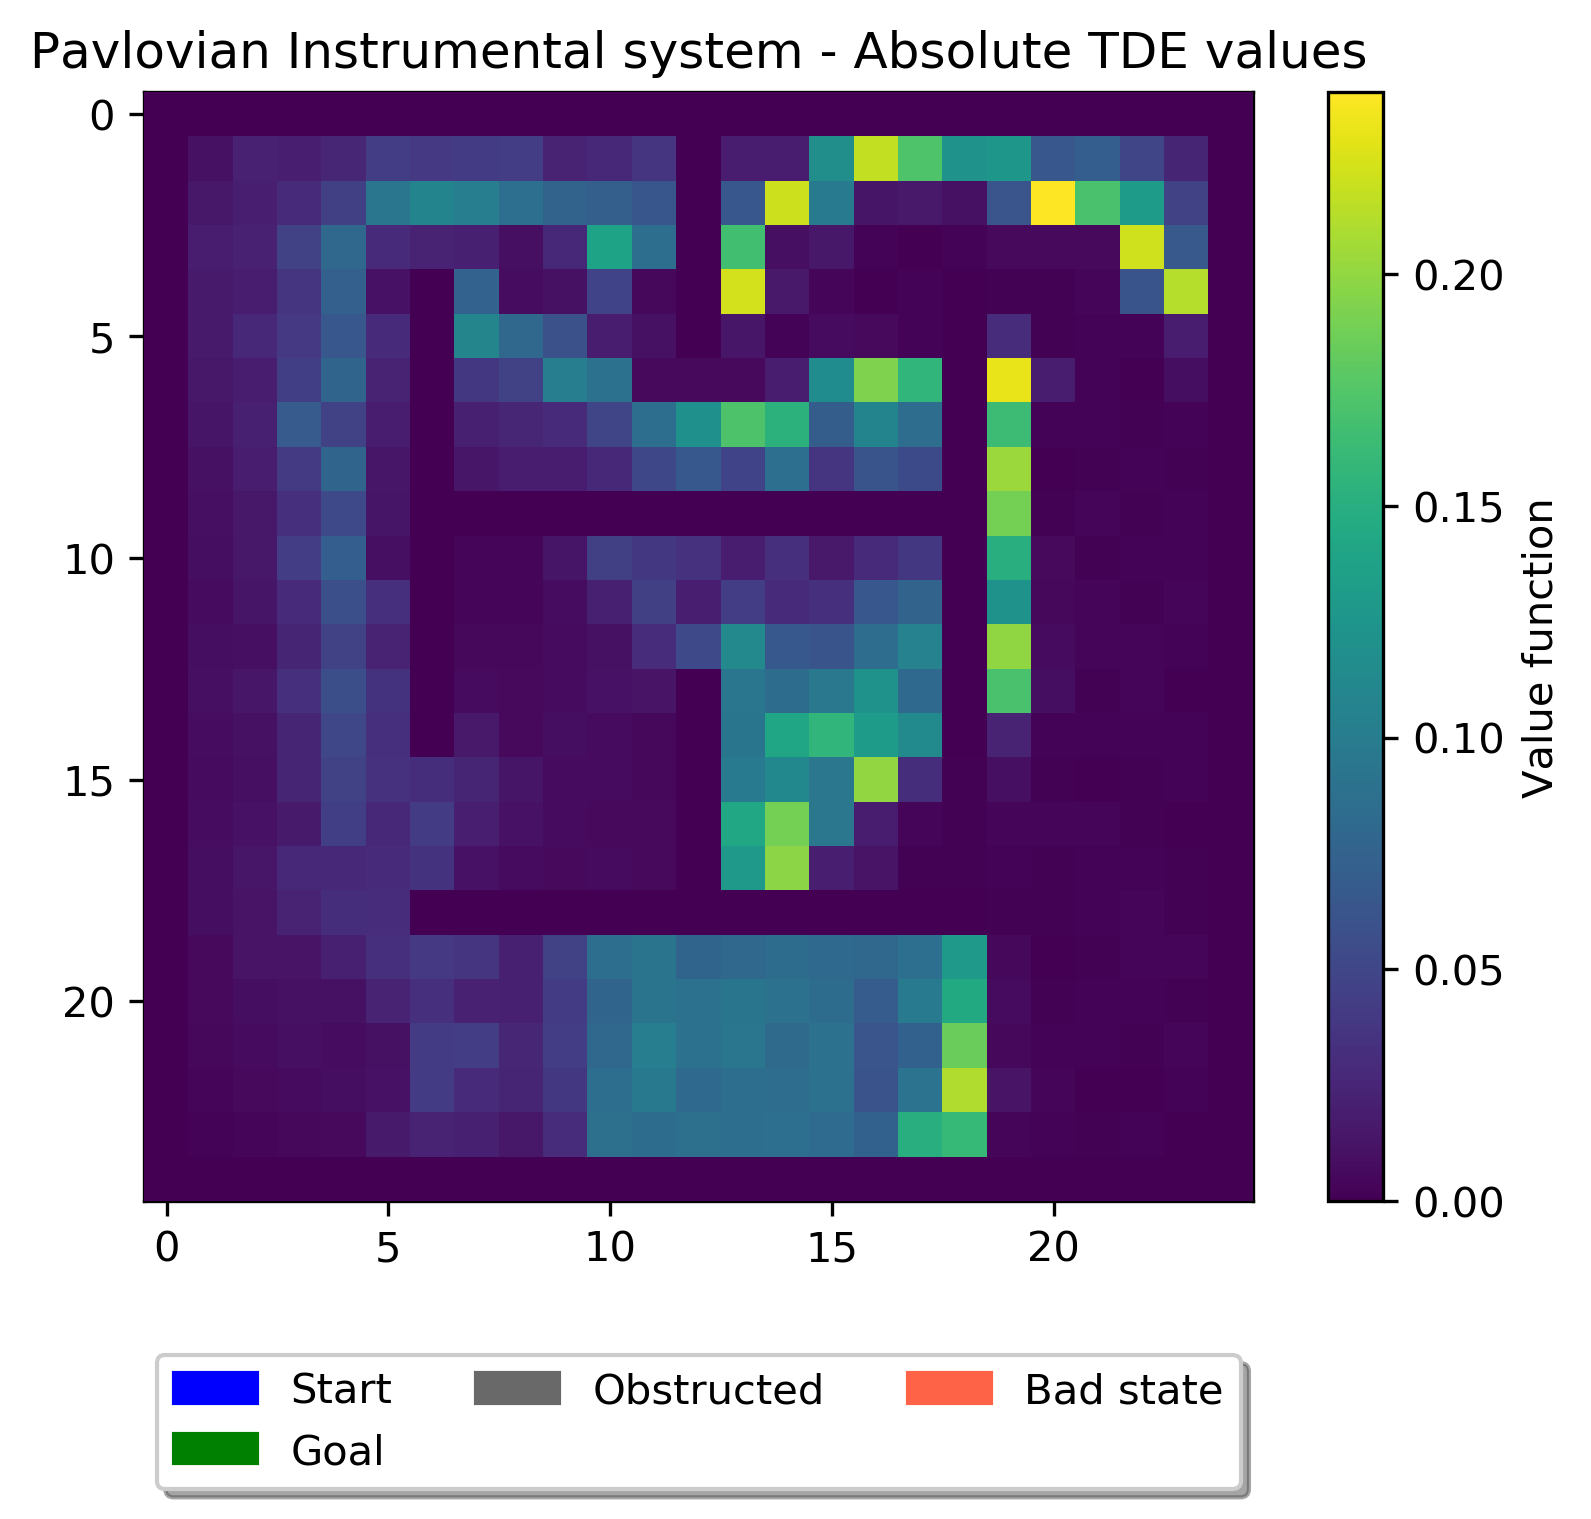 Pavlovian Instrumental system - Absolute TDE values
0
5
10
15
20
0
5
10
15
20
0.20
0.15
0.10
0.05
0.00
Value function
Start
Obstructed
Bad state
Goal